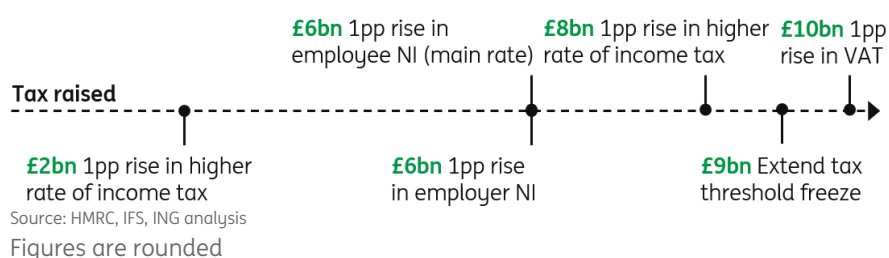 £6bn 1pp rise in
employee NI (main rate)
£8bn 1pp rise in higher
rate of income tax
£10bn 1pp
rise in VAT
Tax raised
£2bn 1pp rise in higher
rate of income tax
£6bn 1pp rise
in employer NI
£9bn Extend tax
threshold freeze
Source: HMRC, IFS, ING analysis
Figures are rounded